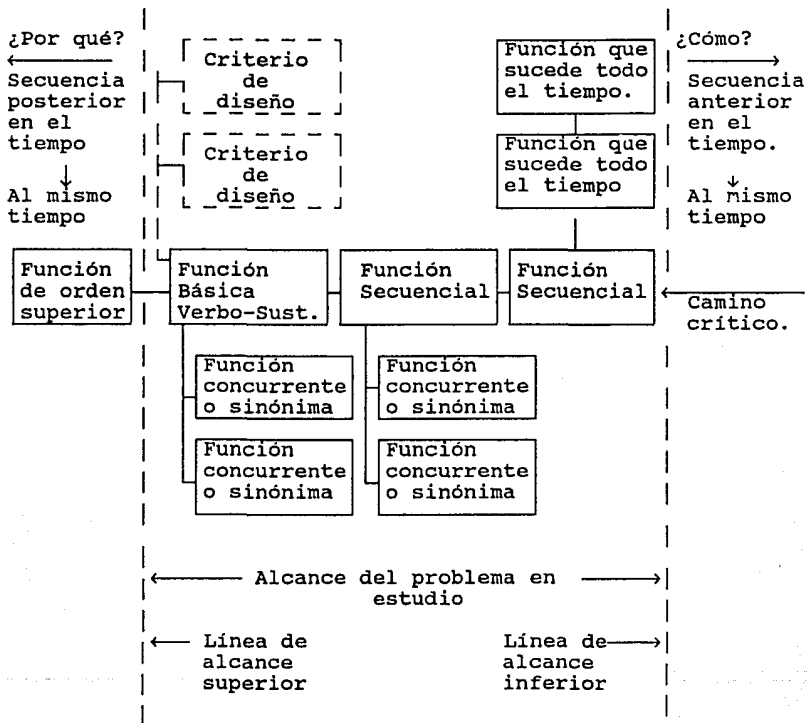 ¿Por qué?
Secuencia
posterior
en el
tiempo
Al mismo
tiempo
Criterio
de
diseño
Criterio
de
diseño
Función que
sucede todo
el tiempo.
Función que
sucede todo
el tiempo
¿Cómo?
Secuencia
anterior
en el
tiempo.
Al mismo
tiempo
Función
de orden
superior
Función
Básica
Verbo-Sust.
Función
Secuencial
Función
Secuencial
Camino
crítico.
Función
concurrente
o sinónima
Función
concurrente
o sinónima
Función
concurrente
o sinónima
Función
concurrente
o sinónima
Alcance del problema en
estudio
Línea de
alcance
superior
Línea de
alcance
inferior